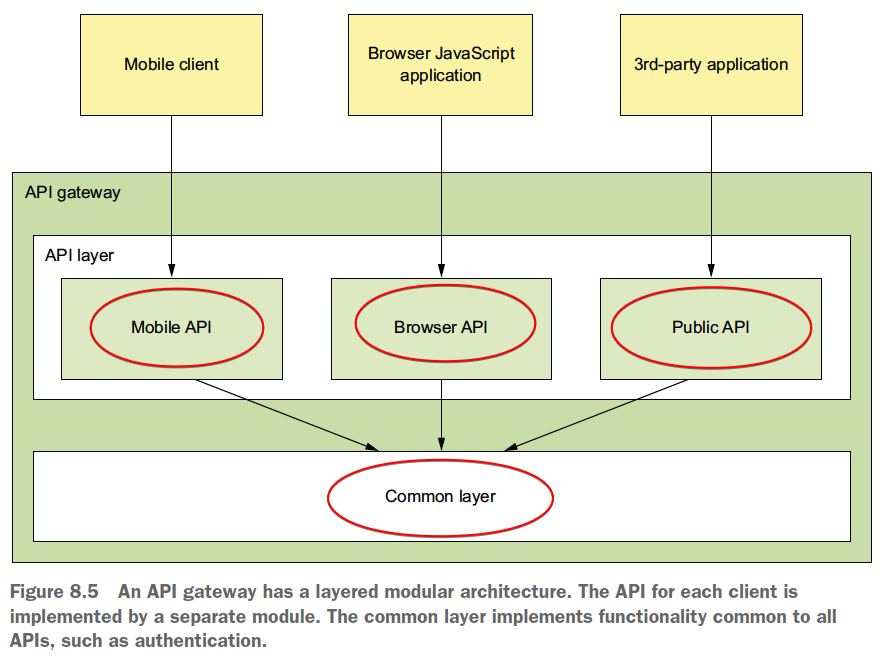 Mobile client
Browser JavaScript
application
3rd-party application
API gateway
API layer
Mobile API
Browser API
Public API
Common layer
Figure 8.5 An API gateway has a layered modular architecture. The API for each client is
implemented by a separate module. The common layer implements functionality common to all
APIs, such as authentication.